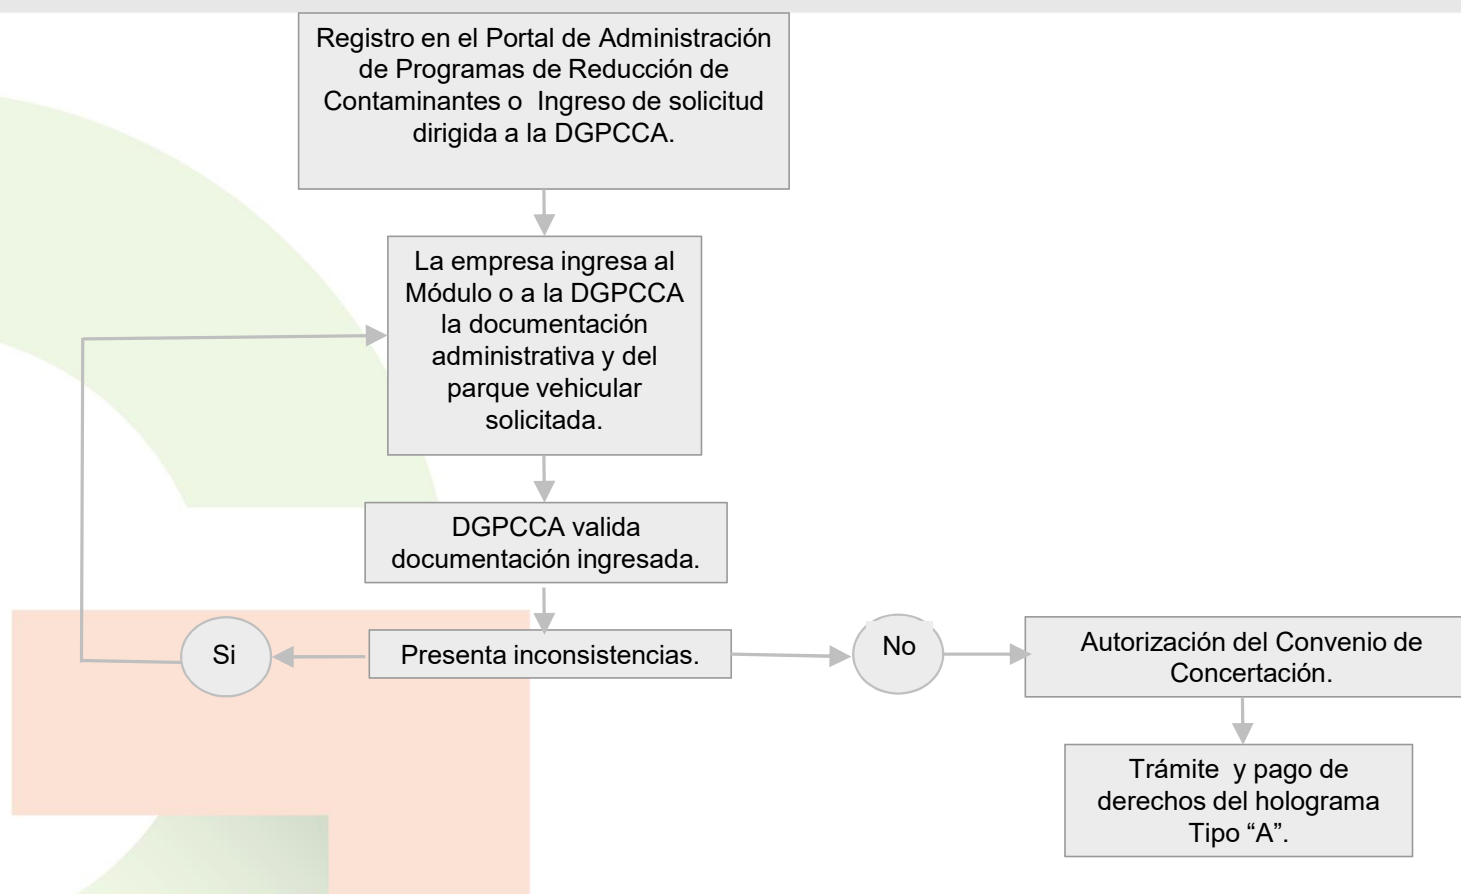 Registro en el Portal de Administración
de Programas de Reducción de
Contaminantes o  Ingreso de solicitud
dirigida a la DGPCCA.
La empresa ingresa al
Módulo o a la DGPCCA
la documentación
administrativa y del
parque vehicular
solicitada.
DGPCCA valida
documentación ingresada.
Si
Presenta inconsistencias.
No
Autorización del Convenio de
Concertación.
Trámite  y pago de
derechos del holograma
Tipo “A”.